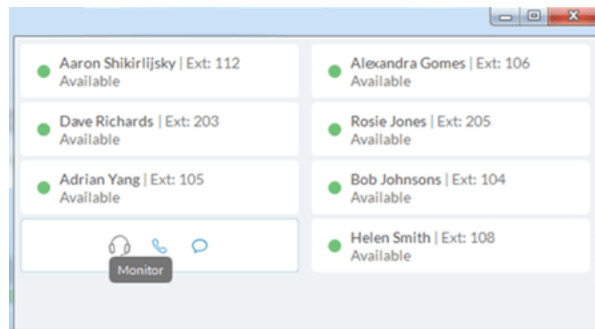 Aaron Shikirlijsky | Ext: 112
Available
Alexandra Gomes | Ext: 106
Available
Dave Richards | Ext: 203
Available
Rosie Jones | Ext: 205
Available
Adrian Yang | Ext: 105
Available
Bob Johnsons | Ext: 104
Available
Monitor
Helen Smith | Ext: 108
Available